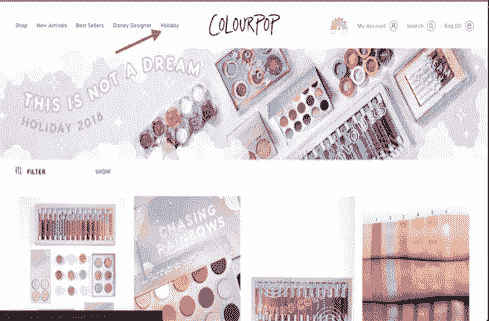 Shop New Arrivals Best Sellers Disney Designer Holiday
COLOURPOP
My Account Search Bag (0)
THIS IS NOT A DREAM
HOLIDAY 2018
FILTER SHOW
CHASING
RAINBOWS